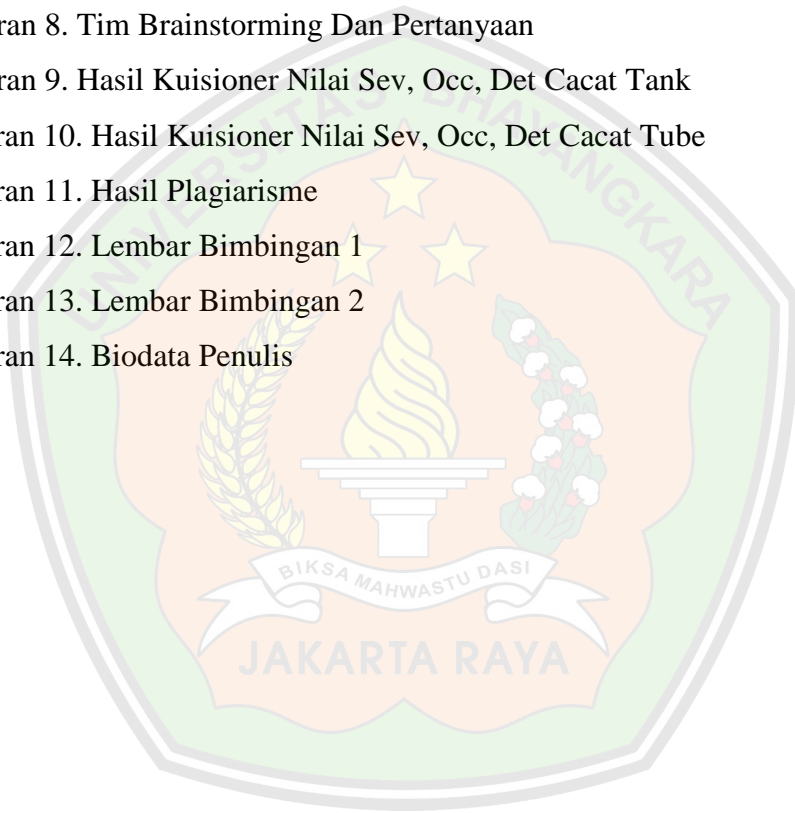 ran 8. Tim Brainstorming Dan Pertanyaan
ran 9. Hasil Kuisioner Nilai Sev, Occ, Det Cacat Tank
ran 10. Hasil Kuisioner Nilai Sev, Occ, Det Cacat Tube
ran 11. Hasil Plagiarisme
ran 12. Lembar Bimbingan 1
ran 13. Lembar Bimbingan 2
ran 14. Biodata Penulis
UNIVERSITAS BHAYANGKARA
BIKSA MAHWASTU DASI
JAKARTA RAYA